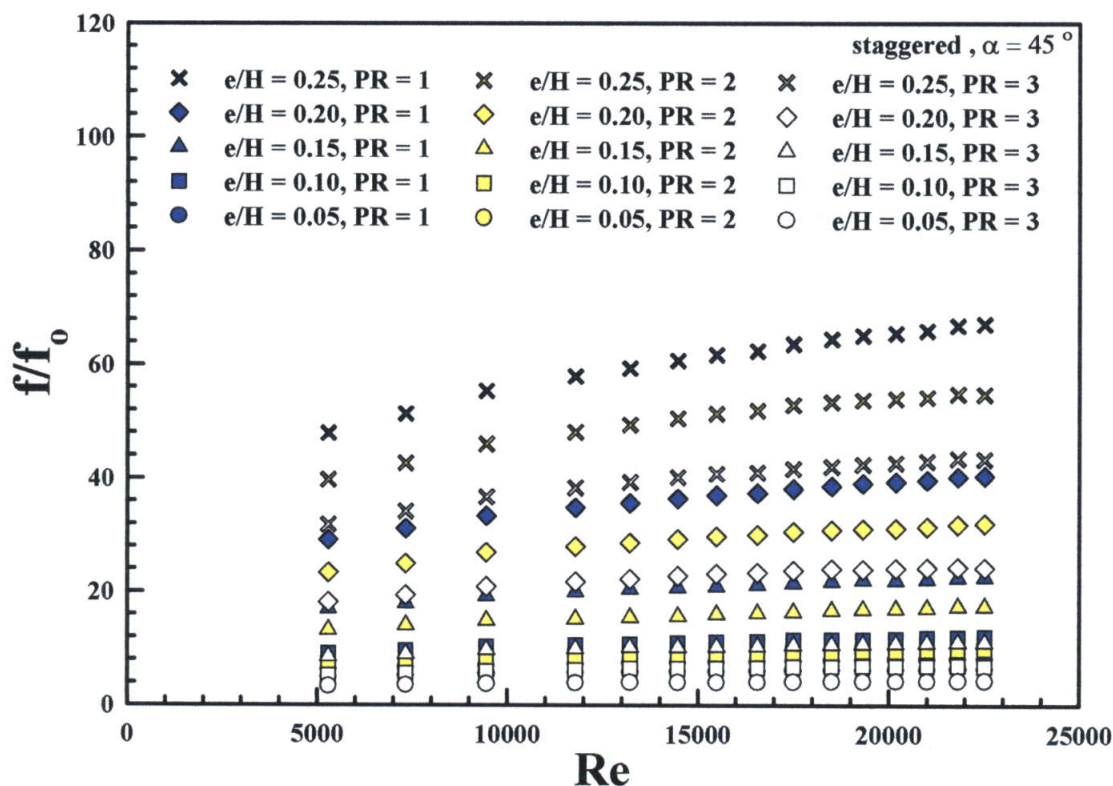 120
100
80
60
40
20
0
f/fo
staggered , α = 45 °
e/H = 0.25, PR = 1
e/H = 0.20, PR = 1
e/H = 0.15, PR = 1
e/H = 0.10, PR = 1
e/H = 0.05, PR = 1
e/H = 0.25, PR = 2
e/H = 0.20, PR = 2
e/H = 0.15, PR = 2
e/H = 0.10, PR = 2
e/H = 0.05, PR = 2
e/H = 0.25, PR = 3
e/H = 0.20, PR = 3
e/H = 0.15, PR = 3
e/H = 0.10, PR = 3
e/H = 0.05, PR = 3
0 5000 10000 15000 20000 25000
Re